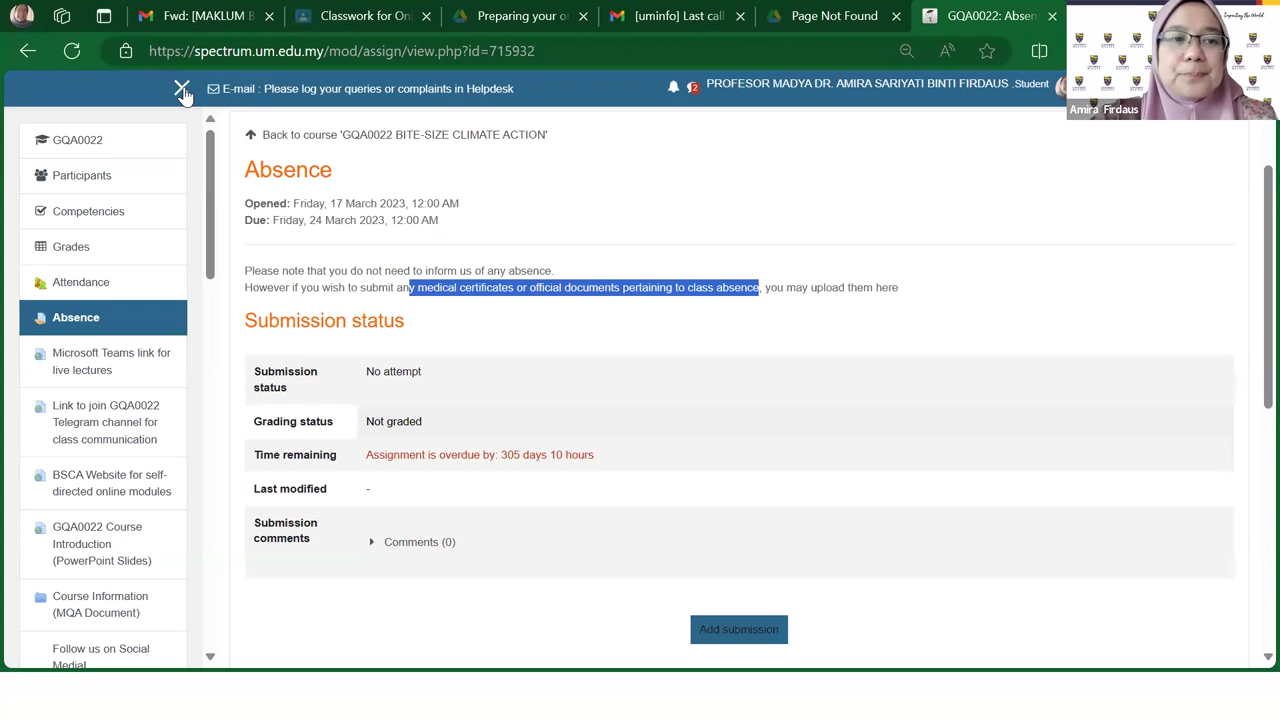 Fwd: [MAKLUM B
Classwork for Onl
Preparing your o
[uminfo] Last call
Page Not Found
GQA0022: Absen
https://spectrum.um.edu.my/mod/assign/view.php?id=715932
E-mail : Please log your queries or complaints in Helpdesk
2
PROFESOR MADYA DR. AMIRA SARIYATI BINTI FIRDAUS .Student
Amira Firdaus
GQA0022
Participants
Competencies
Grades
Attendance
Absence
Microsoft Teams link for
live lectures
Link to join GQA0022
Telegram channel for
class communication
BSCA Website for self-
directed online modules
GQA0022 Course
Introduction
(PowerPoint Slides)
Course Information
(MQA Document)
Follow us on Social
Media!
Back to course 'GQA0022 BITE-SIZE CLIMATE ACTION'
Absence
Opened: Friday, 17 March 2023, 12:00 AM
Due: Friday, 24 March 2023, 12:00 AM
Please note that you do not need to inform us of any absence.
However if you wish to submit any medical certificates or official documents pertaining to class absence, you may upload them here
Submission status
Submission status No attempt
Grading status Not graded
Time remaining Assignment is overdue by: 305 days 10 hours
Last modified -
Submission comments Comments (0)
Add submission